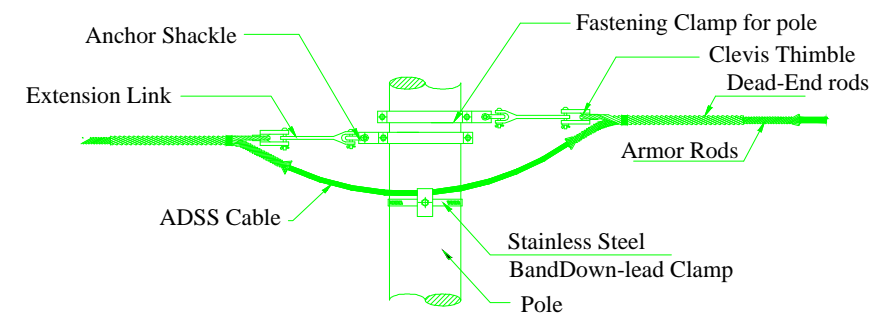 Fastening Clamp for pole
Anchor Shackle
Clevis Thimble
Dead-End rods
Extension Link
Armor Rods
ADSS Cable
Stainless Steel
BandDown-lead Clamp
Pole